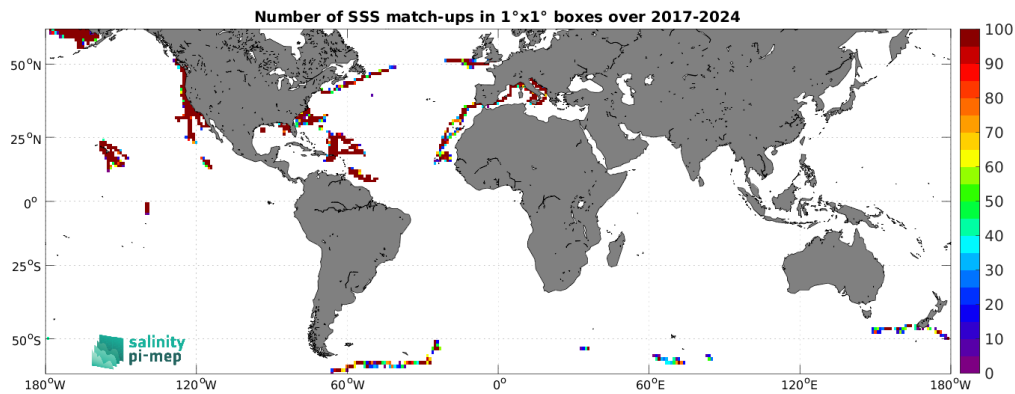 Number of SSS match-ups in 1°x1° boxes over 2017-2024
50°N
25°N
0°
25°S
50°S
180°W
120°W
60°W
0°
60°E
120°E
180°W
100
90
80
70
60
50
40
30
20
10
0
salinity
pi-mep